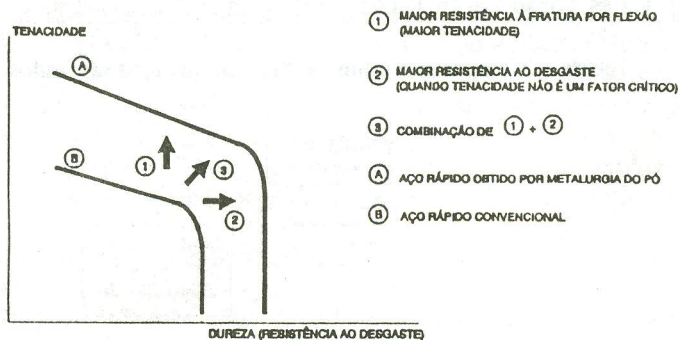 TENACIDADE
A
B
1
3
2
DUREZA (RESISTÊNCIA AO DESGASTE)
1 MAIOR RESISTÊNCIA À FRATURA POR FLEXÃO
(MAIOR TENACIDADE)
2 MAIOR RESISTÊNCIA AO DESGASTE
(QUANDO TENACIDADE NÃO É UM FATOR CRÍTICO)
3 COMBINAÇÃO DE 1 + 2
A AÇO RÁPIDO OBTIDO POR METALURGIA DO PÓ
B AÇO RÁPIDO CONVENCIONAL